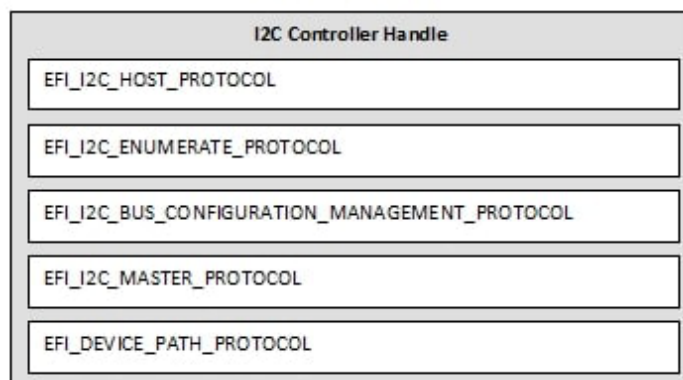 I2C Controller Handle
EFI_I2C_HOST_PROTOCOL
EFI_I2C_ENUMERATE_PROTOCOL
EFI_I2C_BUS_CONFIGURATION_MANAGEMENT_PROTOCOL
EFI_I2C_MASTER_PROTOCOL
EFI_DEVICE_PATH_PROTOCOL